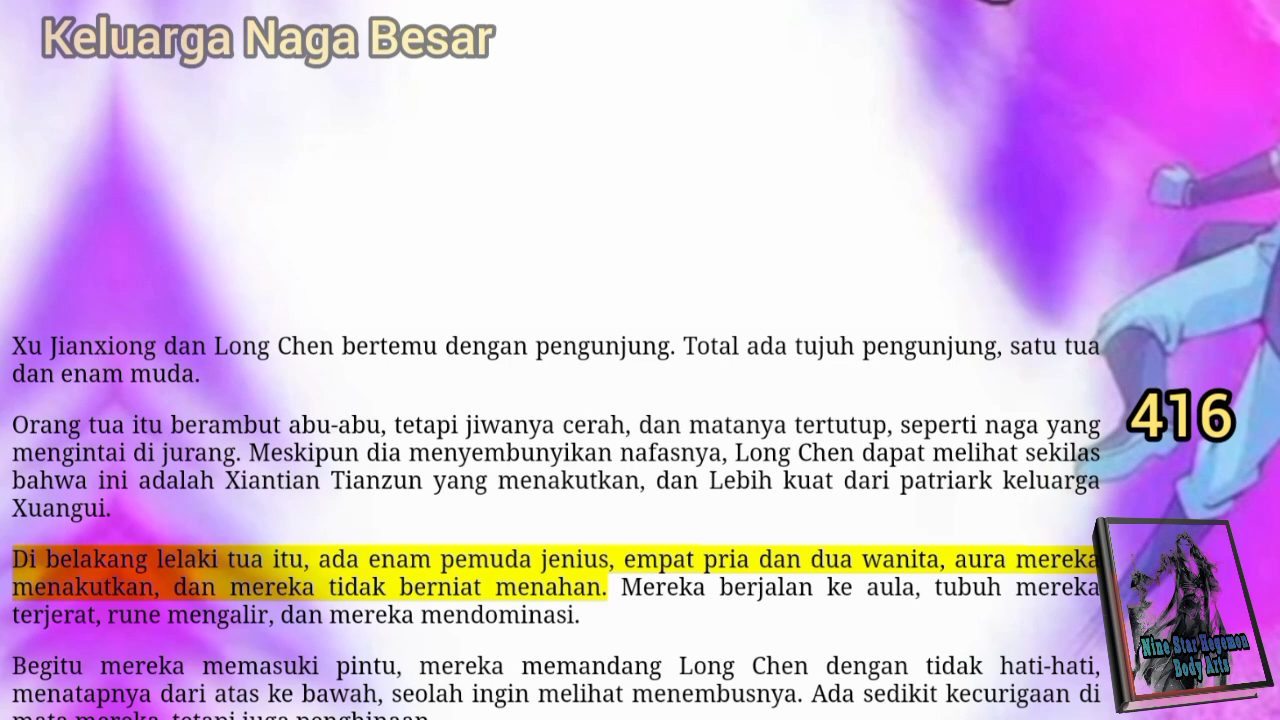 Keluarga Naga Besar
Xu Jianxiong dan Long Chen bertemu dengan pengunjung. Total ada tujuh pengunjung, satu tua
dan enam muda.
Orang tua itu berambut abu-abu, tetapi jiwanya cerah, dan matanya tertutup, seperti naga yang
mengintai di jurang. Meskipun dia menyembunyikan nafasnya, Long Chen dapat melihat sekilas
bahwa ini adalah Xiantian Tianzun yang menakutkan, dan Lebih kuat dari patriark keluarga
Xuangui.
416
Di belakang lelaki tua itu, ada enam pemuda jenius, empat pria dan dua wanita, aura mereka
menakutkan, dan mereka tidak berniat menahan. Mereka berjalan ke aula, tubuh mereka
terjerat, rune mengalir, dan mereka mendominasi.
Begitu mereka memasuki pintu, mereka memandang Long Chen dengan tidak hati-hati,
menatapnya dari atas ke bawah, seolah ingin melihat menembusnya. Ada sedikit kecurigaan di
mata mereka, tetapi juga penghinaan.
Nine Star Hegemon
Body Arts